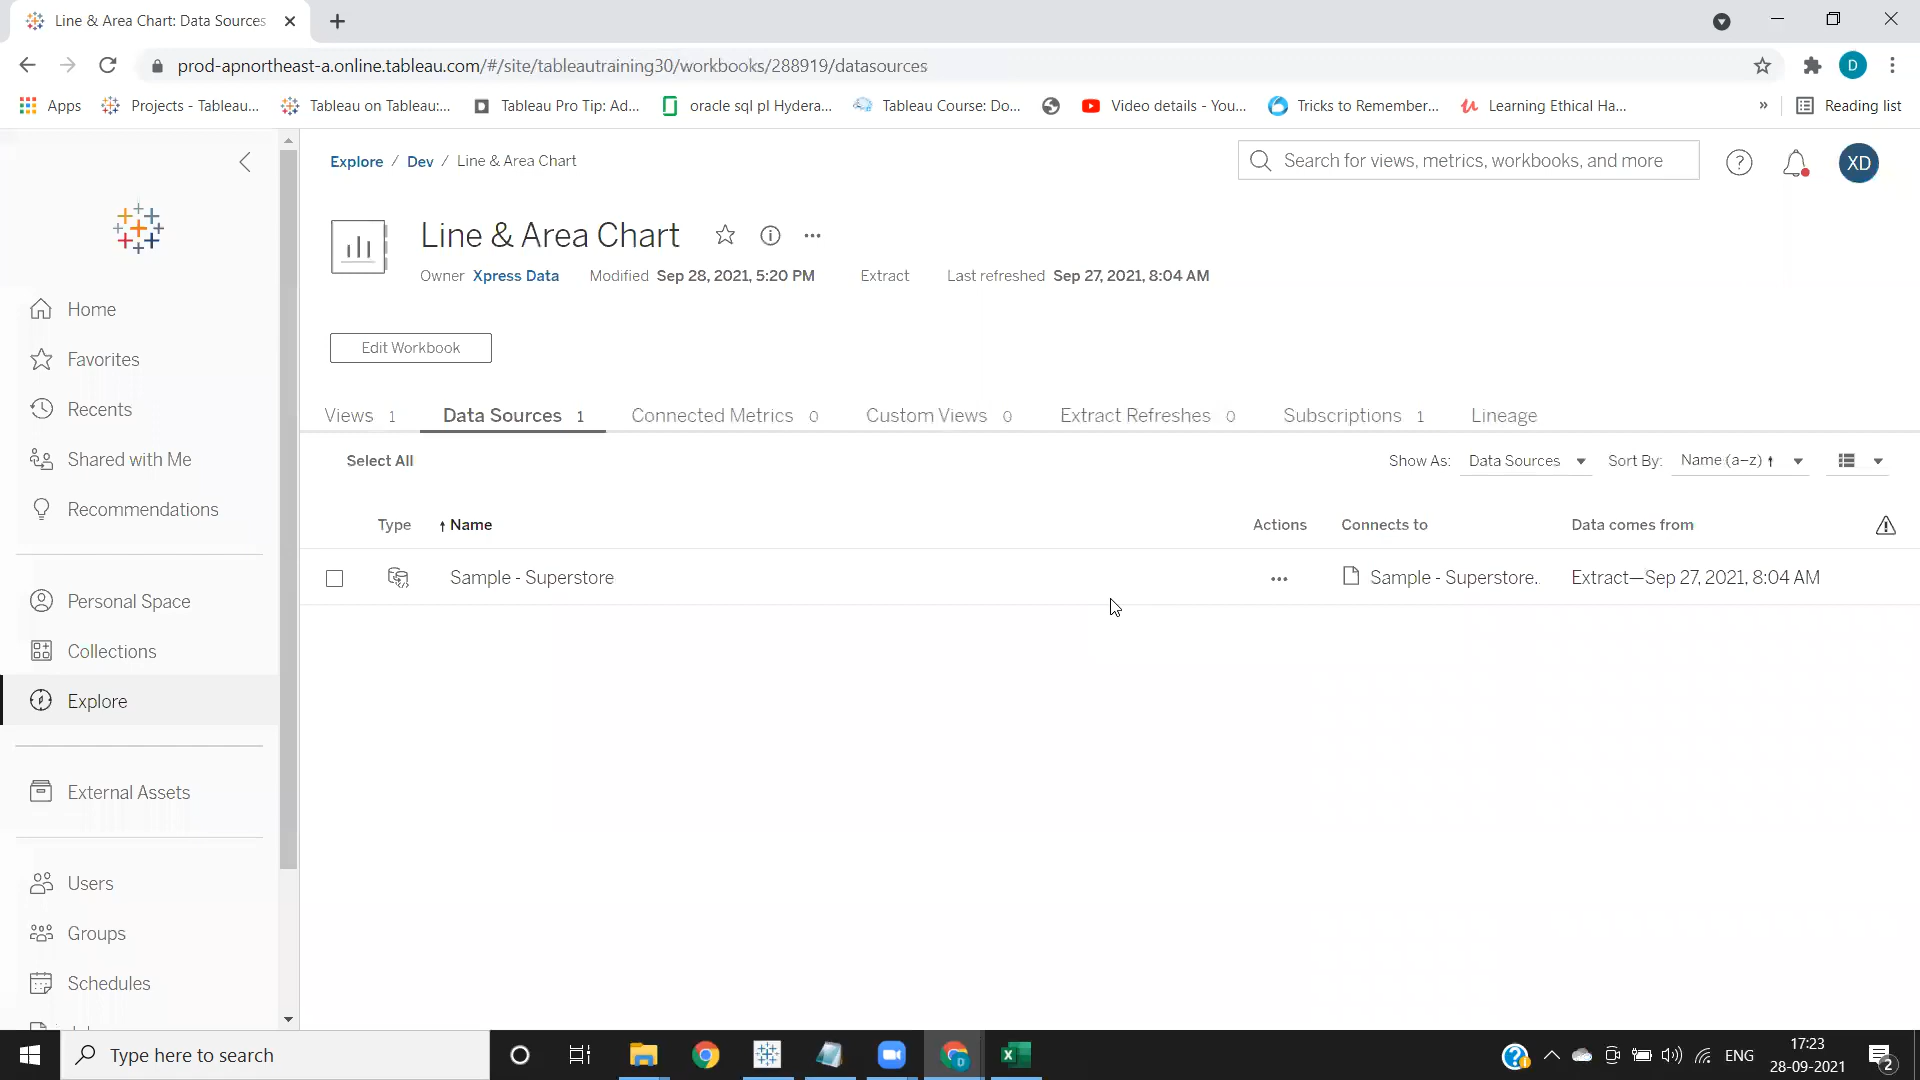 Line & Area Chart: Data Sources
prod-apnortheast-a.online.tableau.com/#/site/tableautraining30/workbooks/288919/datasources
D
Apps
Projects - Tableau...
Tableau on Tableau:...
Tableau Pro Tip: Ad...
oracle sql pl Hydera...
Tableau Course: Do...
Video details - You...
Tricks to Remember...
Learning Ethical Ha...
»
Reading list
Explore / Dev / Line & Area Chart
Search for views, metrics, workbooks, and more
XD
Line & Area Chart
Owner Xpress Data Modified Sep 28, 2021, 5:20 PM Extract Last refreshed Sep 27, 2021, 8:04 AM
Edit Workbook
Home
Favorites
Recents
Shared with Me
Recommendations
Personal Space
Collections
Explore
External Assets
Users
Groups
Schedules
Views 1
Data Sources 1
Connected Metrics 0
Custom Views 0
Extract Refreshes 0
Subscriptions 1
Lineage
Select All
Show As: Data Sources
Sort By: Name (a–z) ↑
Type ↑ Name Actions Connects to Data comes from
Sample - Superstore ··· Sample - Superstore. Extract—Sep 27, 2021, 8:04 AM
Type here to search
ENG
17:23
28-09-2021
2